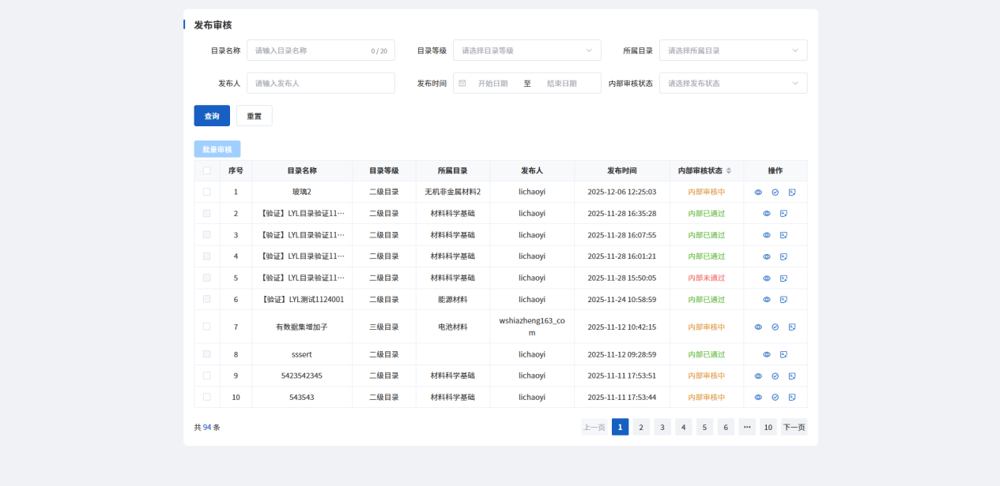 发布审核
目录名称 请输入目录名称 0 / 20 目录等级 请选择目录等级 所属目录 请选择所属目录
发布人 请输入发布人 发布时间 开始日期 至 结束日期 内部审核状态 请选择发布状态
查询 重置
批量审核
序号 目录名称 目录等级 所属目录 发布人 发布时间 内部审核状态 操作
1 玻璃2 二级目录 无机非金属材料2 lichaoyi 2025-12-06 12:25:03 内部审核中
2 【验证】LYL目录验证11··· 二级目录 材料科学基础 lichaoyi 2025-11-28 16:35:28 内部已通过
3 【验证】LYL目录验证11··· 二级目录 材料科学基础 lichaoyi 2025-11-28 16:07:55 内部已通过
4 【验证】LYL目录验证11··· 二级目录 材料科学基础 lichaoyi 2025-11-28 16:01:21 内部已通过
5 【验证】LYL目录验证11··· 二级目录 材料科学基础 lichaoyi 2025-11-28 15:50:05 内部未通过
6 【验证】LYL测试1124001 二级目录 能源材料 lichaoyi 2025-11-24 10:58:59 内部已通过
7 有数据集增加子 三级目录 电池材料 wshiazheng163_co 2025-11-12 10:42:15 内部审核中
m
8 sssert 二级目录 lichaoyi 2025-11-12 09:28:59 内部已通过
9 5423542345 二级目录 材料科学基础 lichaoyi 2025-11-11 17:53:51 内部审核中
10 543543 二级目录 材料科学基础 lichaoyi 2025-11-11 17:53:44 内部审核中
共 94 条 上一页 1 2 3 4 5 6 ··· 10 下一页